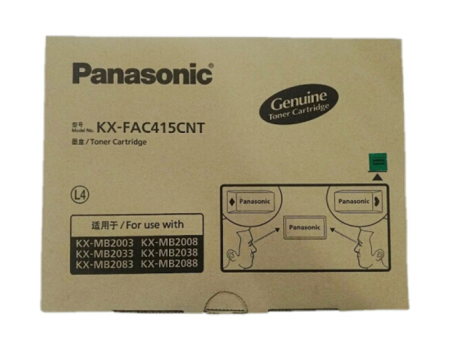 Panasonic®
Genuine
Toner Cartridge
型号
Model No. KX-FAC415CNT
墨盒/Toner Cartridge
L4
Panasonic
Panasonic
Panasonic
适用于/For use with
KX-MB2003 KX-MB2008
KX-MB2033 KX-MB2038
KX-MB2083 KX-MB2088